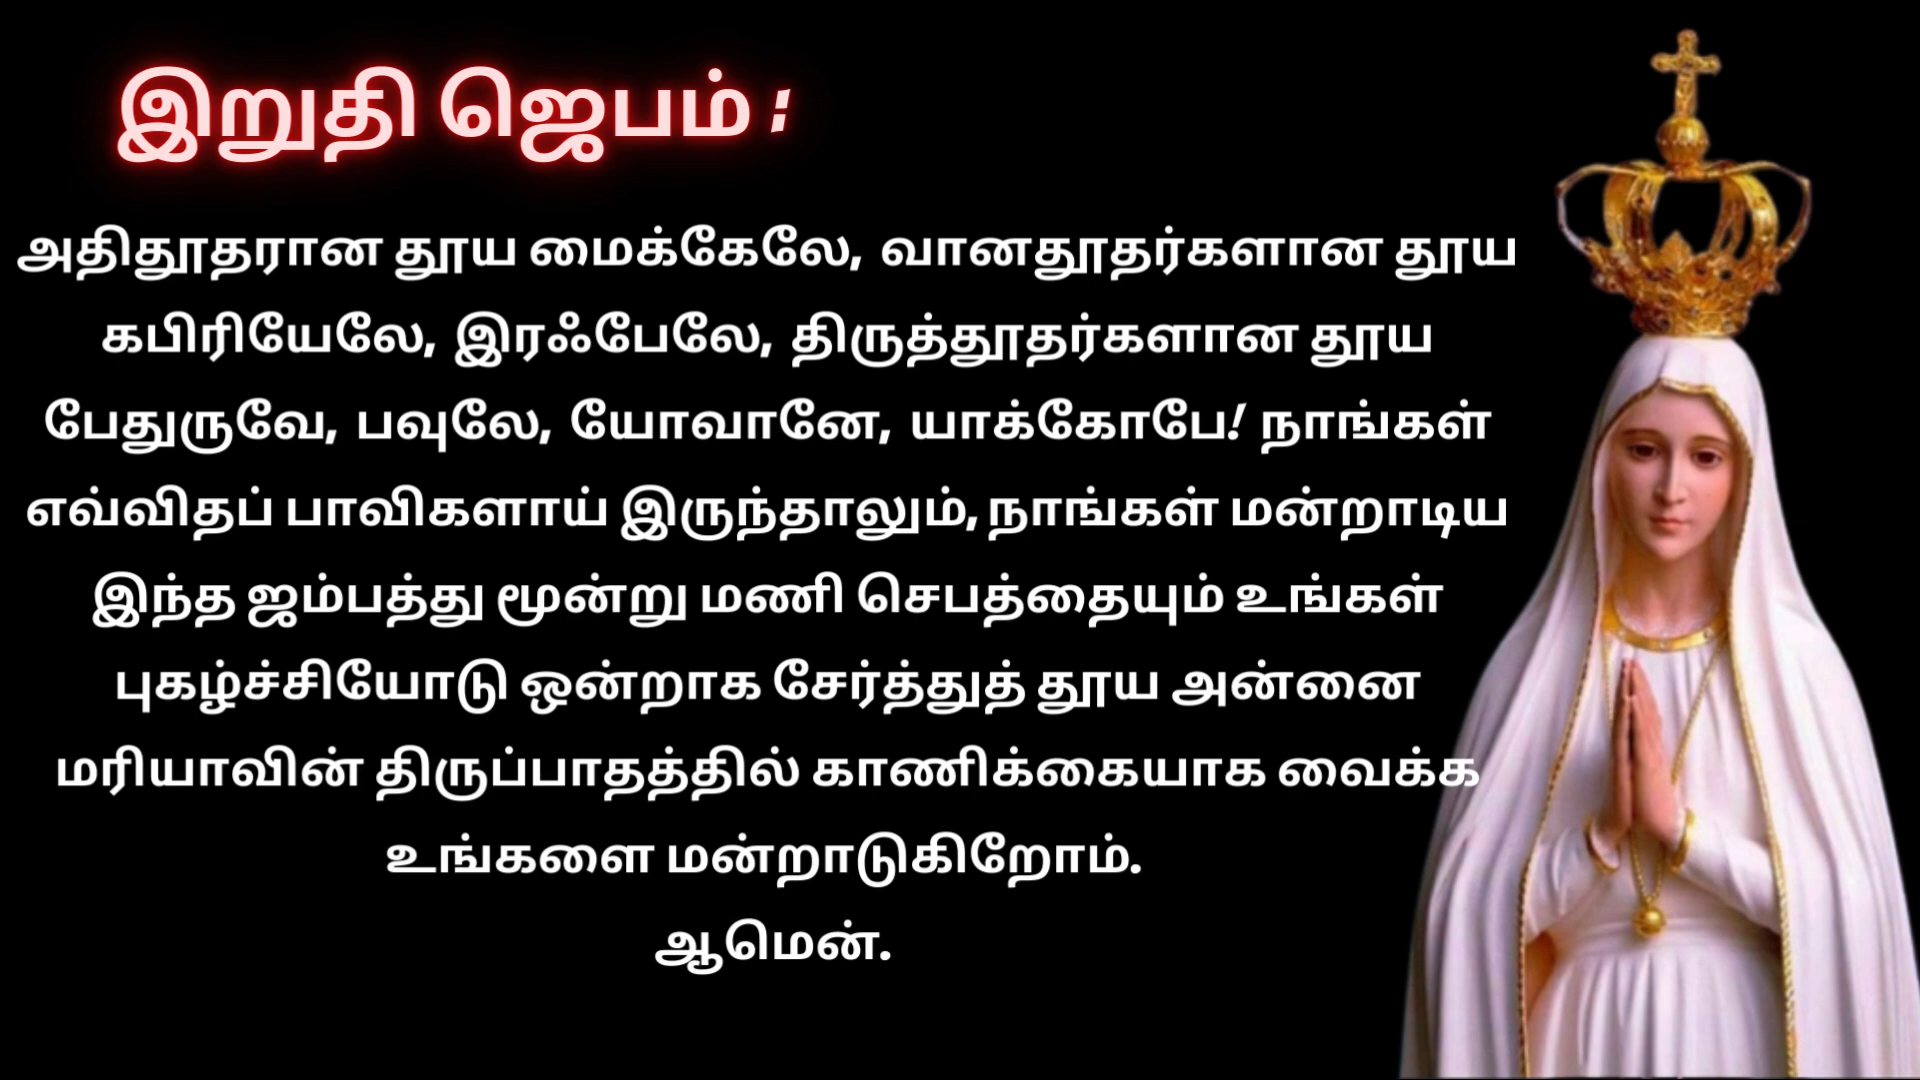 இறுதி ஜெபம் :
அதிதூதரான தூய மைக்கேலே, வானதூதர்களான தூய
கபிரியேலே, இரஃபேலே, திருத்தூதர்களான தூய
பேதுருவே, பவுலே, யோவானே, யாக்கோபே! நாங்கள்
எவ்விதப் பாவிகளாய் இருந்தாலும், நாங்கள் மன்றாடிய
இந்த ஜம்பத்து மூன்று மணி செபத்தையும் உங்கள்
புகழ்ச்சியோடு ஒன்றாக சேர்த்துத் தூய அன்னை
மரியாவின் திருப்பாதத்தில் காணிக்கையாக வைக்க
உங்களை மன்றாடுகிறோம்.
ஆமென்.